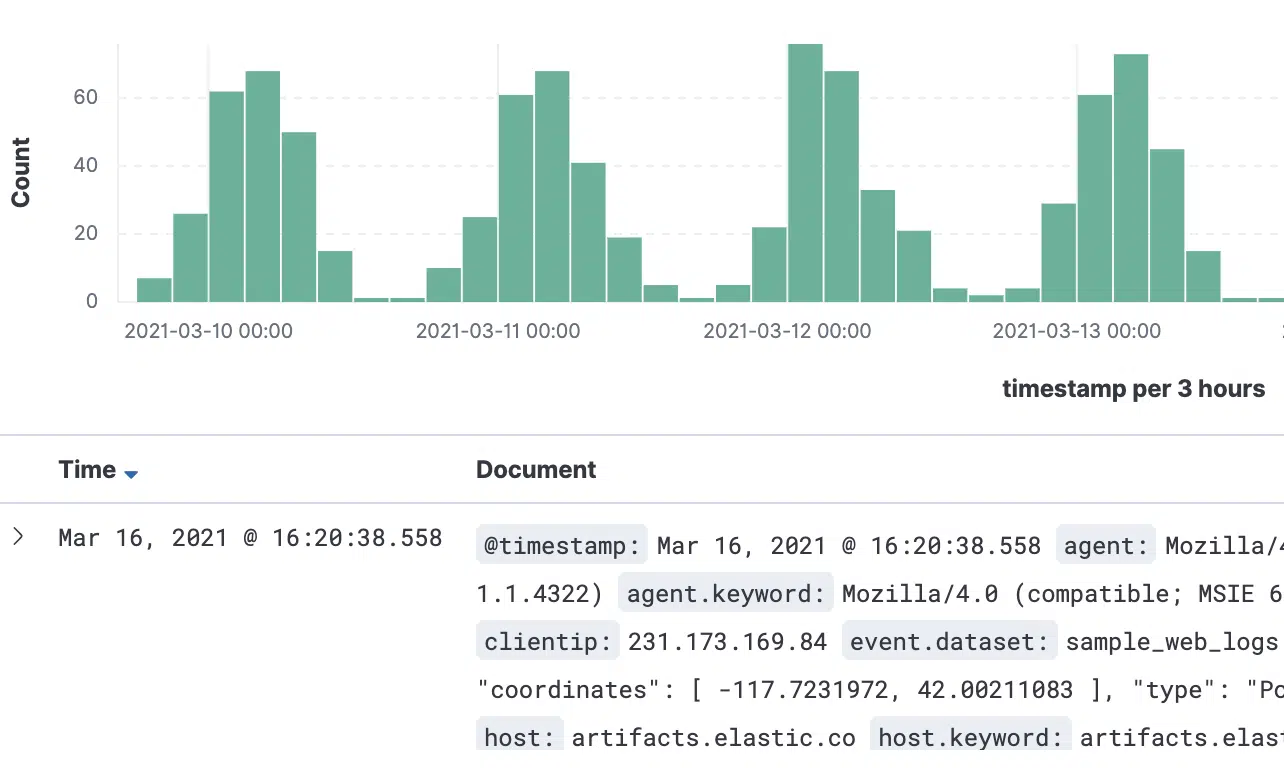 60
40
20
0
Count
2021-03-10 00:00 2021-03-11 00:00 2021-03-12 00:00 2021-03-13 00:00
timestamp per 3 hours
Time Document
Mar 16, 2021 @ 16:20:38.558 @timestamp: Mar 16, 2021 @ 16:20:38.558 agent: Mozilla/4
1.1.4322) agent.keyword: Mozilla/4.0 (compatible; MSIE 6
clientip: 231.173.169.84 event.dataset: sample_web_logs
"coordinates": [ -117.7231972, 42.00211083 ], "type": "Po
host: artifacts.elastic.co host.keyword: artifacts.elast